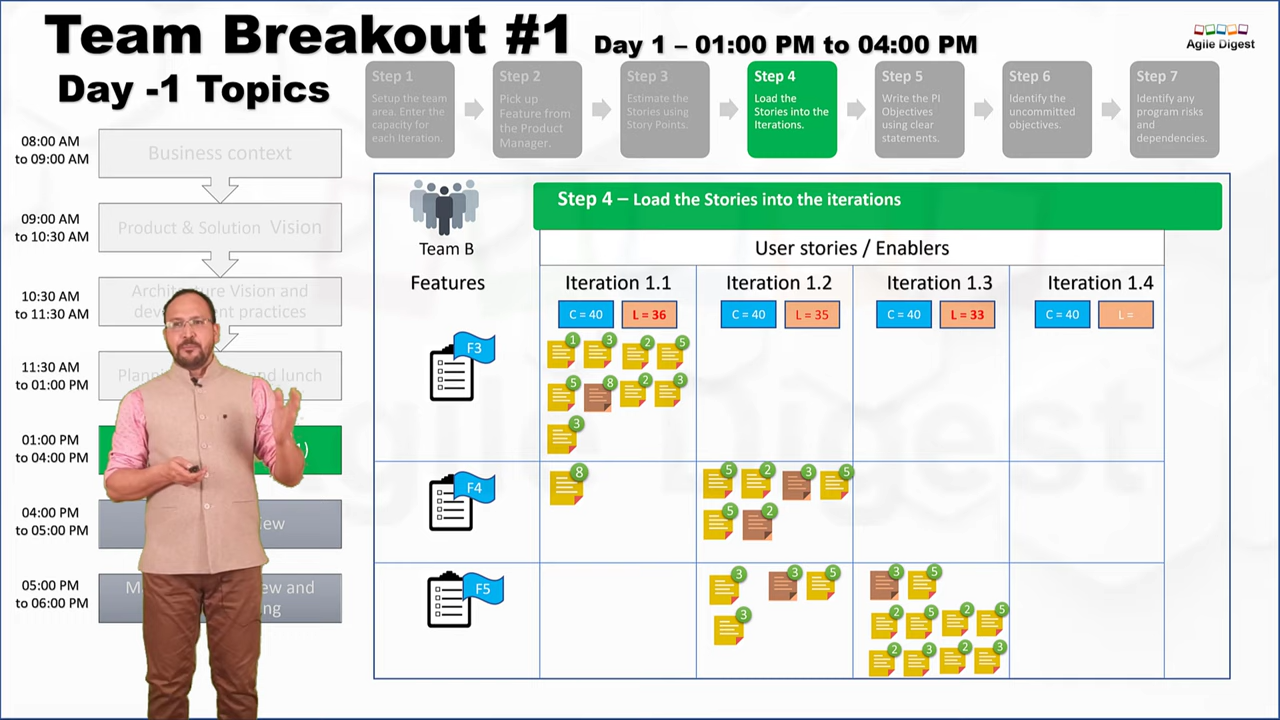 Team Breakout #1 Day 1 – 01:00 PM to 04:00 PM
Agile Digest
Day -1 Topics
Step 1
Setup the team
area. Enter the
capacity for
each Iteration.
Step 2
Pick up
Feature from
the Product
Manager.
Step 3
Estimate the
Stories using
Story Points.
Step 4
Load the
Stories into the
Iterations.
Step 5
Write the PI
Objectives
using clear
statements.
Step 6
Identify the
uncommitted
objectives.
Step 7
Identify any
program risks
and
dependencies.
08:00 AM
to 09:00 AM
Business context
09:00 AM
to 10:30 AM
Product & Solution Vision
10:30 AM
to 11:30 AM
Vision and
practices
11:30 AM
to 01:00 PM
and lunch
01:00 PM
to 04:00 PM
04:00 PM
to 05:00 PM
05:00 PM
to 06:00 PM
and
Team B
Step 4 – Load the Stories into the iterations
User stories / Enablers
Features
Iteration 1.1
Iteration 1.2
Iteration 1.3
Iteration 1.4
C = 40 L = 36
C = 40 L = 35
C = 40 L = 33
C = 40 L =
F3
1 3 2 5
5 8 2 3
3
F4
8
5 2 3 5
5 2
F5
3 3 5
3
3 5
2 5 2 5
2 3 2 3